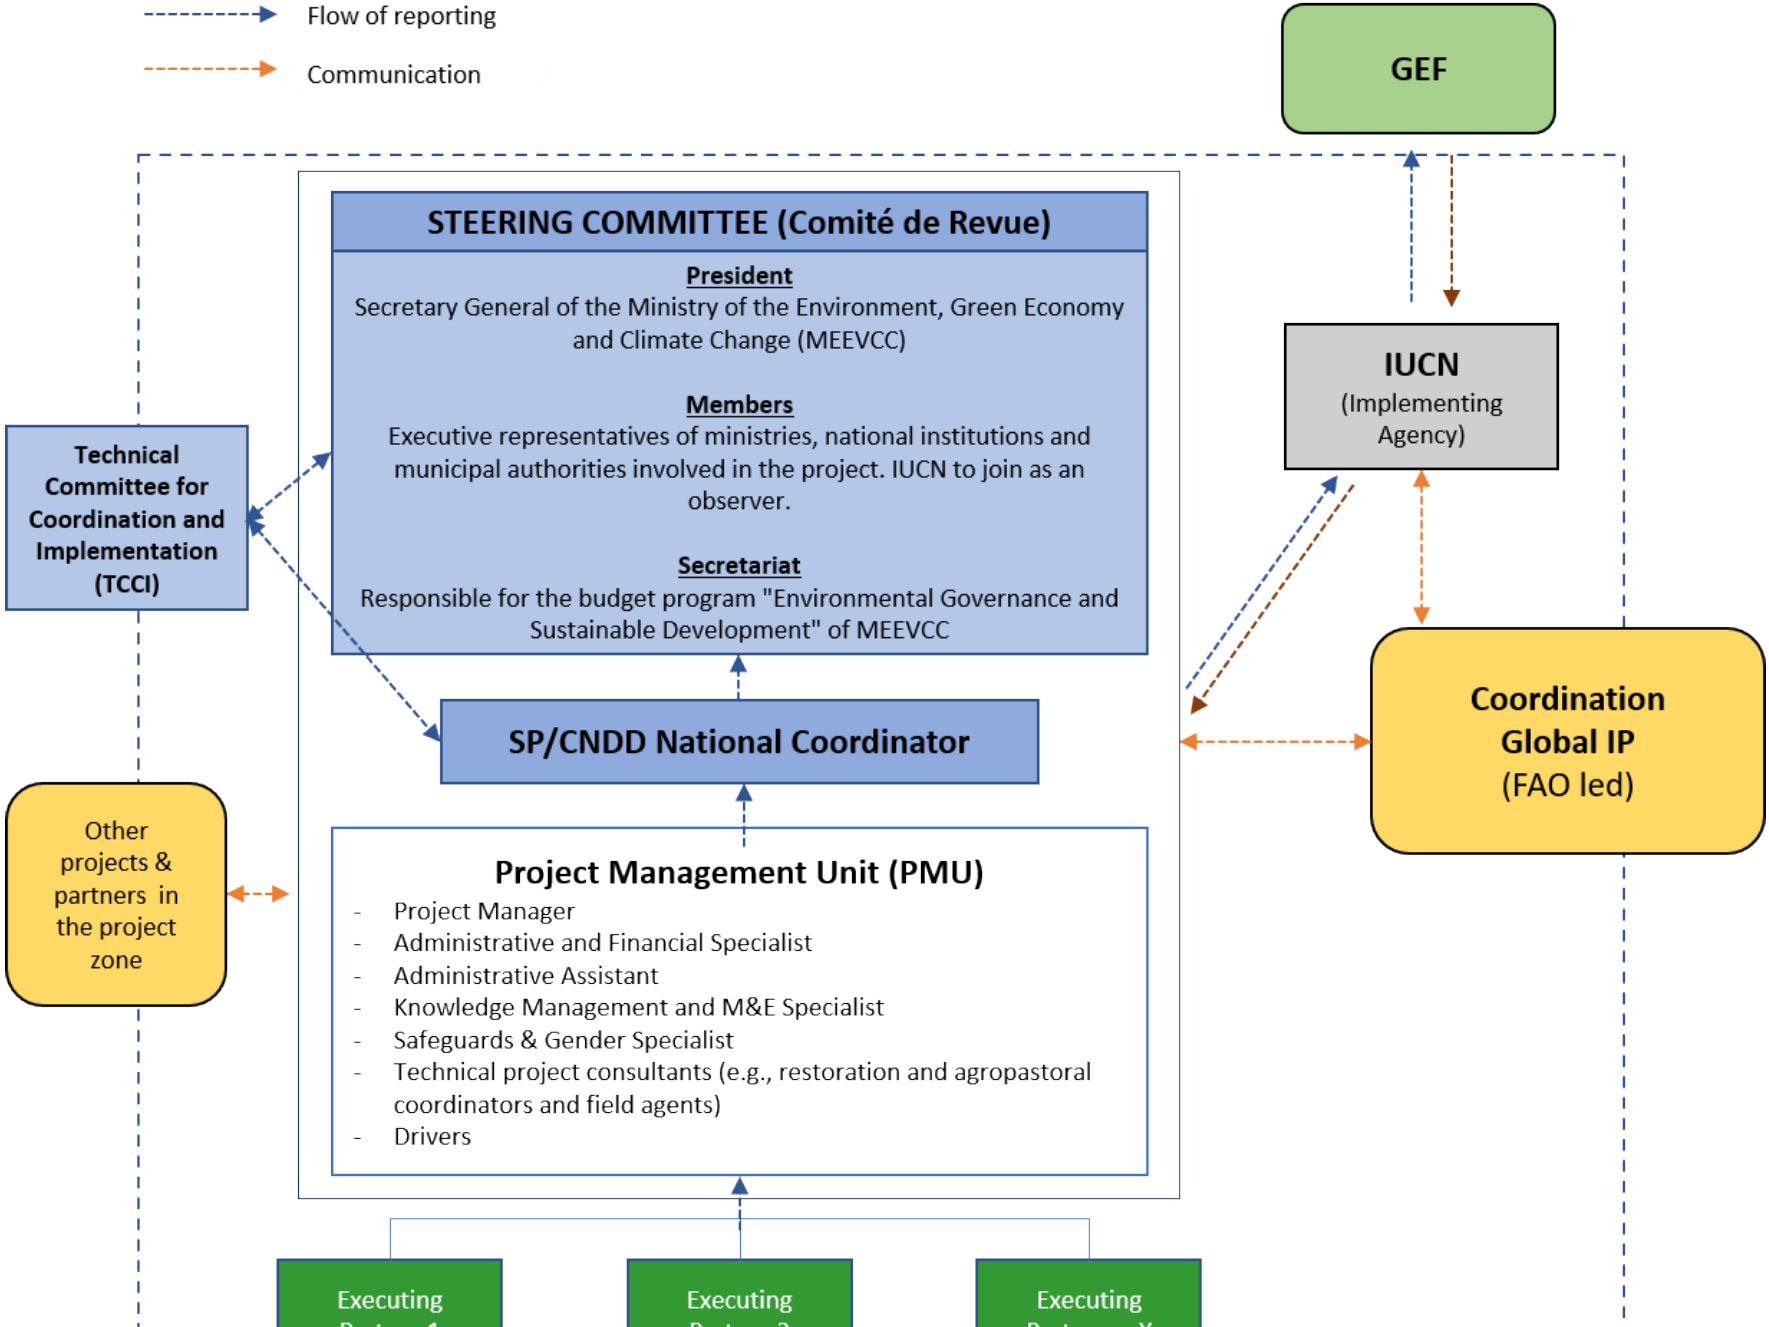 Flow of reporting
Communication
GEF
STEERING COMMITTEE (Comité de Revue)
President
Secretary General of the Ministry of the Environment, Green Economy
and Climate Change (MEEVCC)
Members
Executive representatives of ministries, national institutions and
municipal authorities involved in the project. IUCN to join as an
observer.
Secretariat
Responsible for the budget program "Environmental Governance and
Sustainable Development" of MEEVCC
IUCN
(Implementing
Agency)
Technical
Committee for
Coordination and
Implementation
(TCCI)
SP/CNDD National Coordinator
Coordination
Global IP
(FAO led)
Other
projects &
partners in
the project
zone
Project Management Unit (PMU)
- Project Manager
- Administrative and Financial Specialist
- Administrative Assistant
- Knowledge Management and M&E Specialist
- Safeguards & Gender Specialist
- Technical project consultants (e.g., restoration and agropastoral
coordinators and field agents)
- Drivers
Executing
Executing
Executing